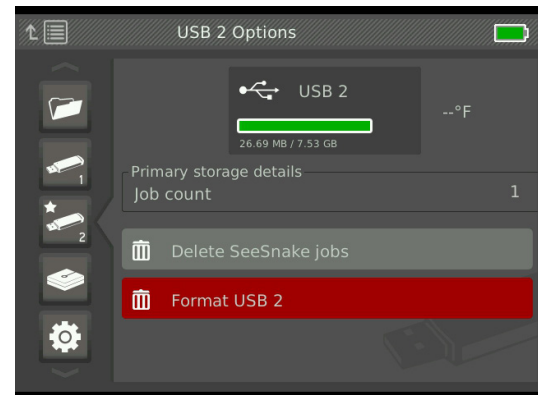 USB 2 Options
USB 2
26.69 MB / 7.53 GB
--°F
1
2
Primary storage details
Job count 1
Delete SeeSnake jobs
Format USB 2